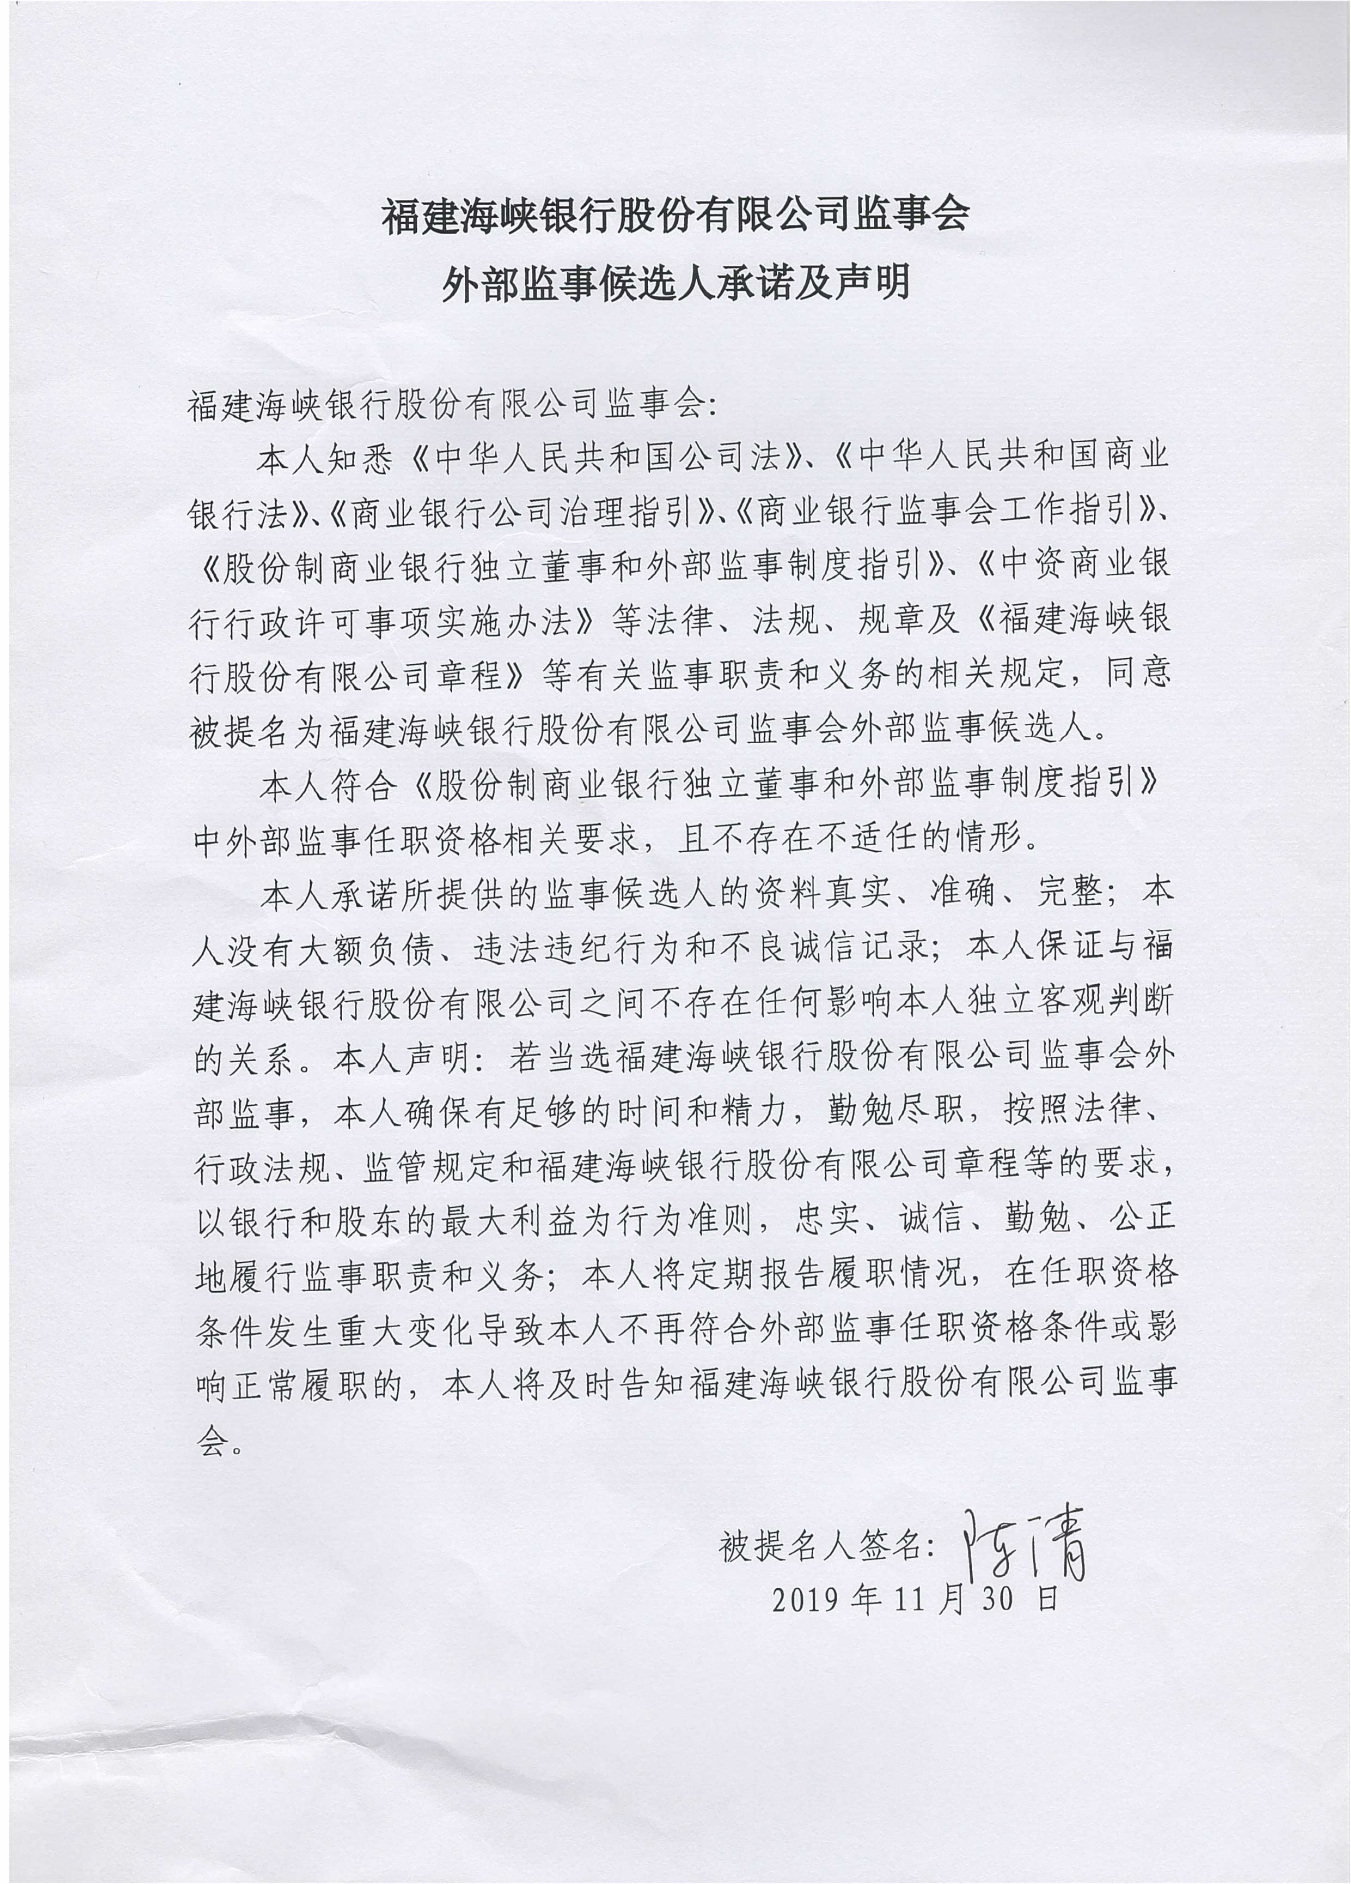 福建海峡银行股份有限公司监事会
外部监事候选人承诺及声明
福建海峡银行股份有限公司监事会：
本人知悉《中华人民共和国公司法》、《中华人民共和国商业
银行法》、《商业银行公司治理指引》、《商业银行监事会工作指引》、
《股份制商业银行独立董事和外部监事制度指引》、《中资商业银
行行政许可事项实施办法》等法律、法规、规章及《福建海峡银
行股份有限公司章程》等有关监事职责和义务的相关规定，同意
被提名为福建海峡银行股份有限公司监事会外部监事候选人。
本人符合《股份制商业银行独立董事和外部监事制度指引》
中外部监事任职资格相关要求，且不存在不适任的情形。
本人承诺所提供的监事候选人的资料真实、准确、完整；本
人没有大额负债、违法违纪行为和不良诚信记录；本人保证与福
建海峡银行股份有限公司之间不存在任何影响本人独立客观判断
的关系。本人声明：若当选福建海峡银行股份有限公司监事会外
部监事，本人确保有足够的时间和精力，勤勉尽职，按照法律、
行政法规、监管规定和福建海峡银行股份有限公司章程等的要求，
以银行和股东的最大利益为行为准则，忠实、诚信、勤勉、公正
地履行监事职责和义务；本人将定期报告履职情况，在任职资格
条件发生重大变化导致本人不再符合外部监事任职资格条件或影
响正常履职的，本人将及时告知福建海峡银行股份有限公司监事
会。
被提名人签名：陈清
2019 年 11 月 30 日